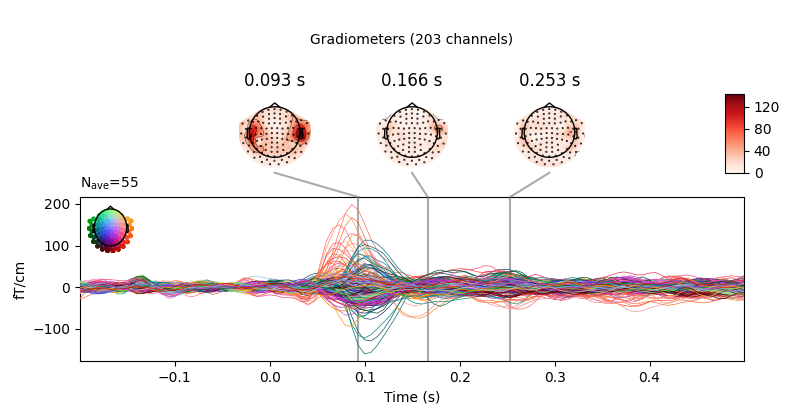 Gradiometers (203 channels)
0.093 s 0.166 s 0.253 s
120
80
40
0
Nave=55
200
100
0
−100
fT/cm
−0.1 0.0 0.1 0.2 0.3 0.4
Time (s)